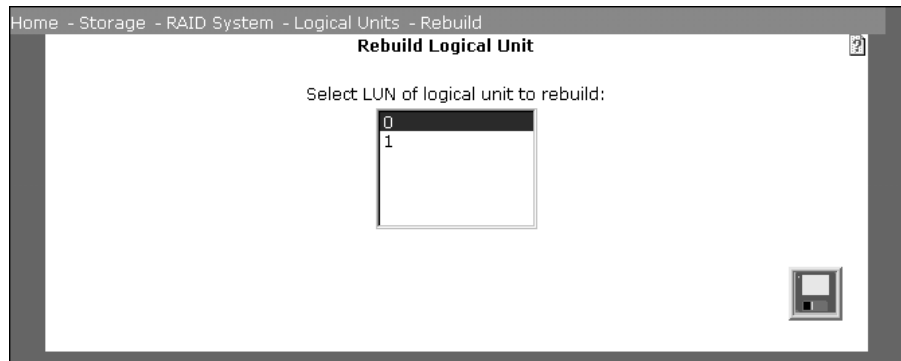 Home - Storage - RAID System - Logical Units - Rebuild
Rebuild Logical Unit
?
Select LUN of logical unit to rebuild:
0
1